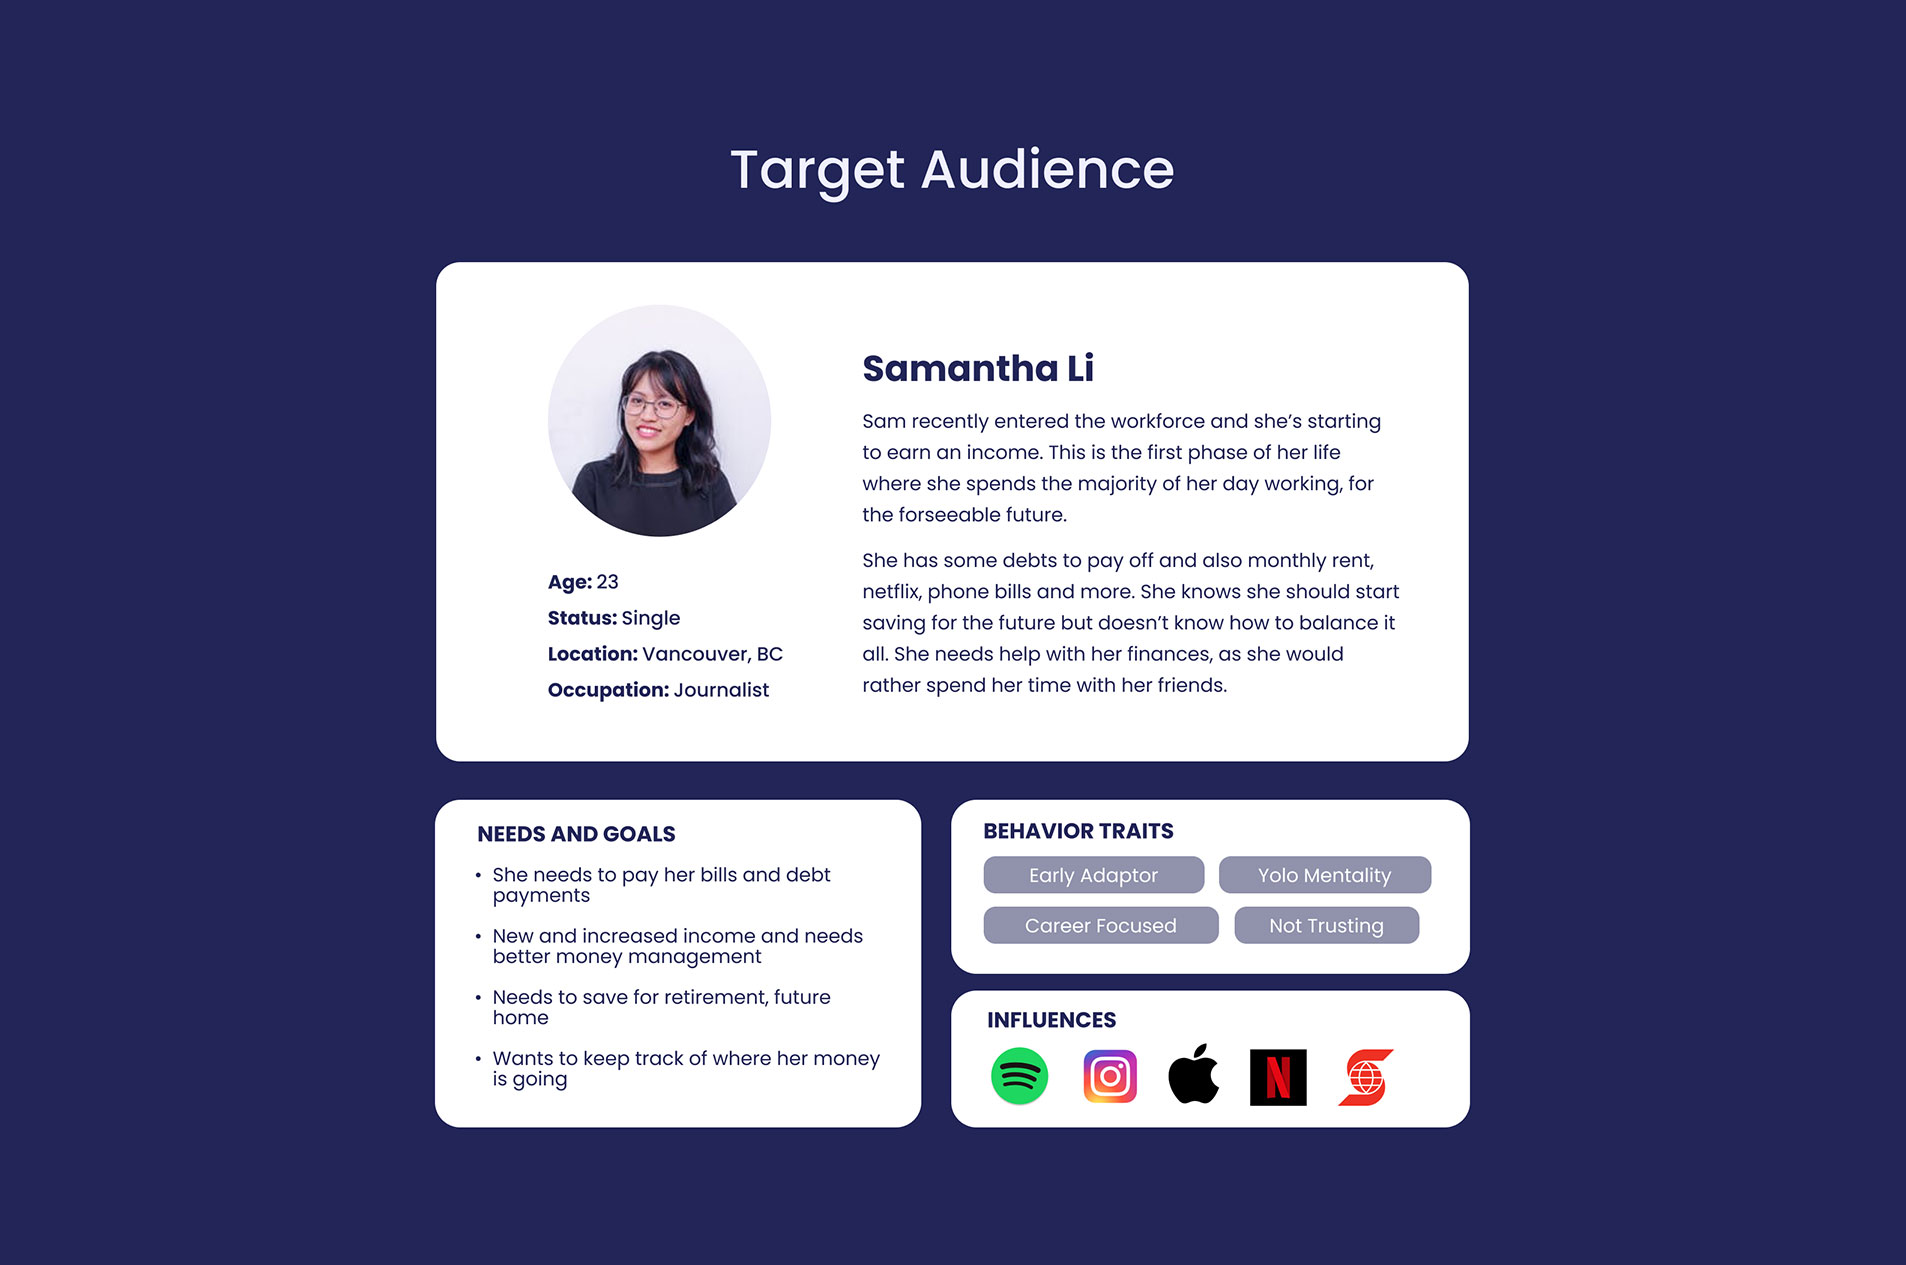 Target Audience
Samantha Li
Sam recently entered the workforce and she’s starting
to earn an income. This is the first phase of her life
where she spends the majority of her day working, for
the forseeable future.
She has some debts to pay off and also monthly rent,
netflix, phone bills and more. She knows she should start
saving for the future but doesn’t know how to balance it
all. She needs help with her finances, as she would
rather spend her time with her friends.
Age: 23
Status: Single
Location: Vancouver, BC
Occupation: Journalist
NEEDS AND GOALS
• She needs to pay her bills and debt
payments
• New and increased income and needs
better money management
• Needs to save for retirement, future
home
• Wants to keep track of where her money
is going
BEHAVIOR TRAITS
Early Adaptor
Yolo Mentality
Career Focused
Not Trusting
INFLUENCES
N